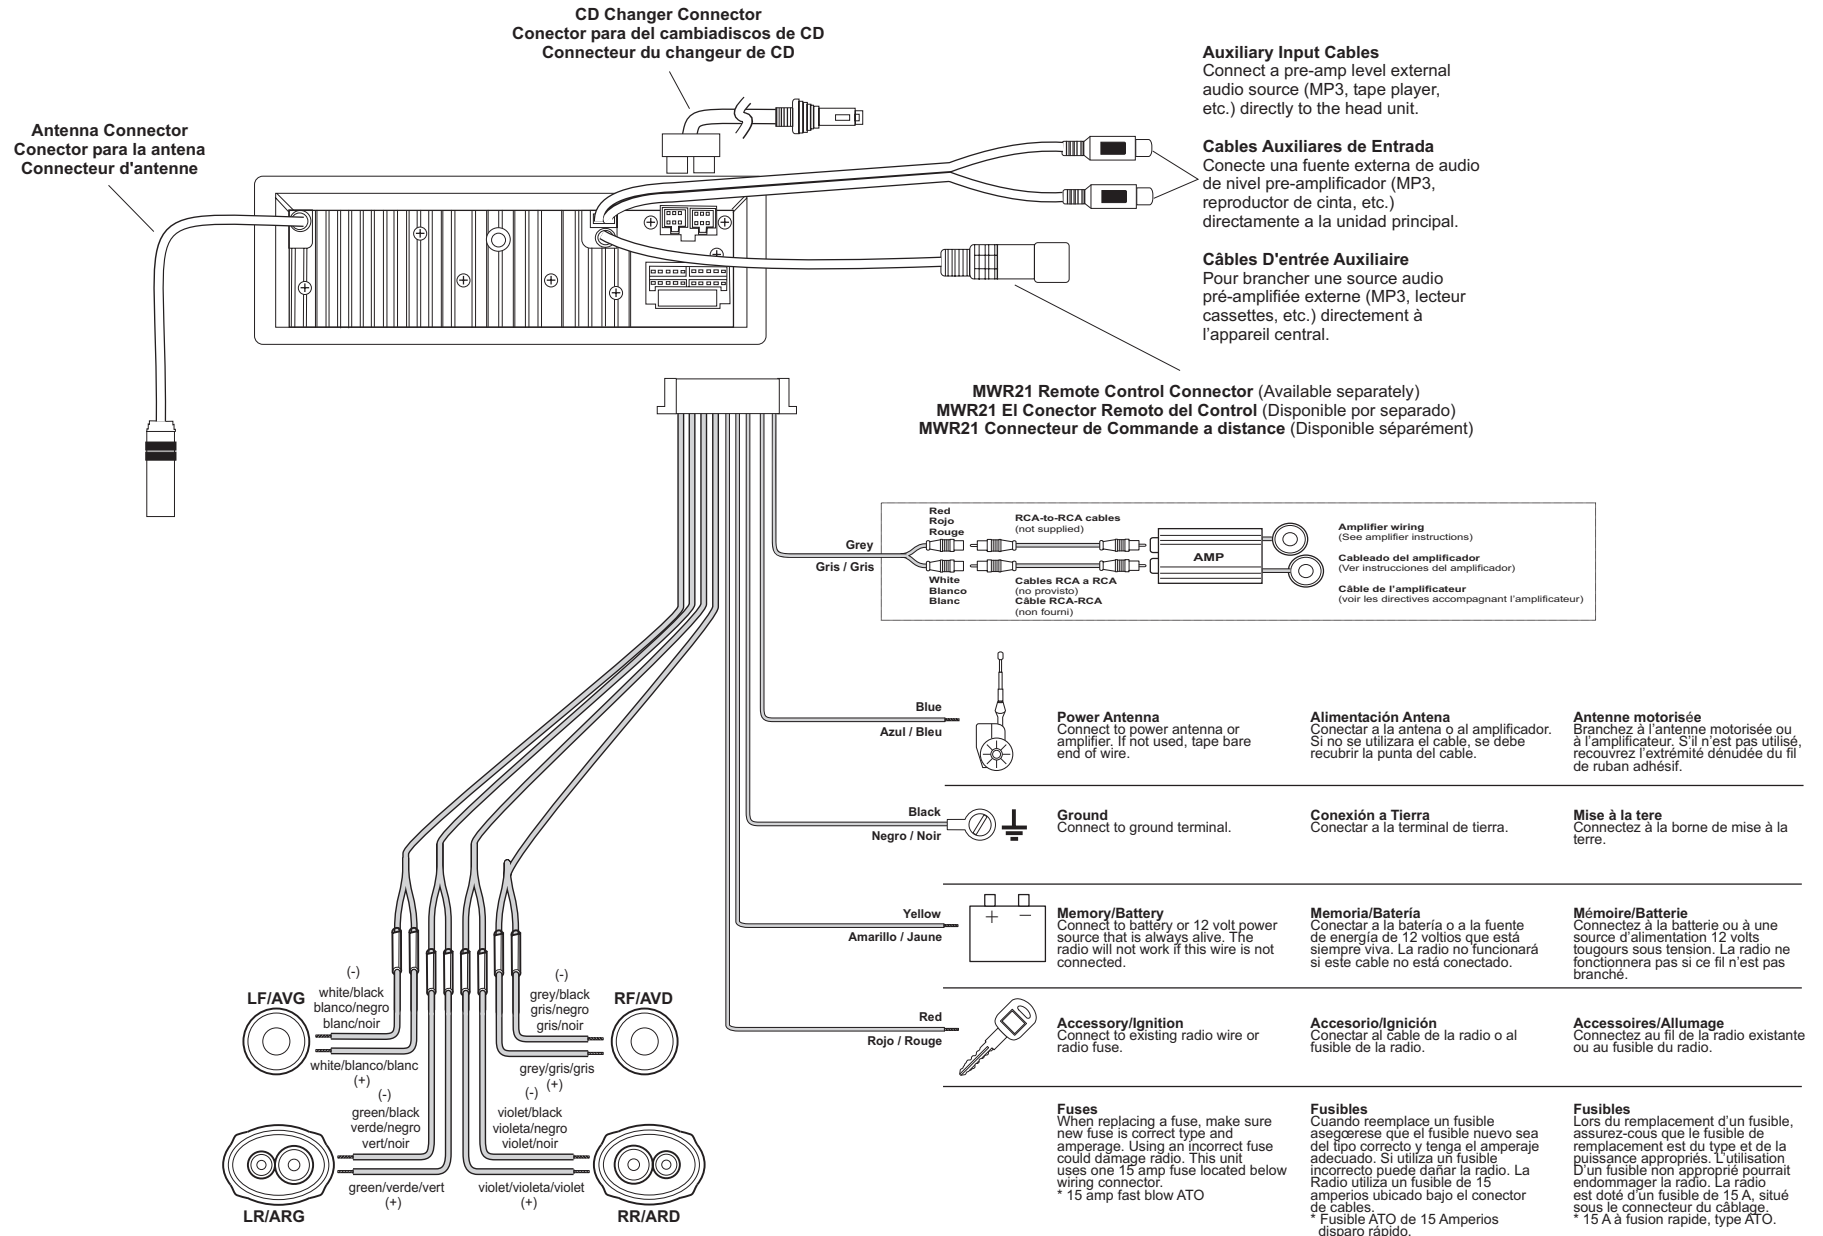 CD Changer Connector
Conector para del cambiadiscos de CD
Connecteur du changeur de CD
Antenna Connector
Conector para la antena
Connecteur d'antenne
Auxiliary Input Cables
Connect a pre-amp level external
audio source (MP3, tape player,
etc.) directly to the head unit.
Cables Auxiliares de Entrada
Conecte una fuente externa de audio
de nivel pre-amplificador (MP3,
reproductor de cinta, etc.)
directamente a la unidad principal.
Câbles D'entrée Auxiliaire
Pour brancher une source audio
pré-amplifiée externe (MP3, lecteur
cassettes, etc.) directement à
l'appareil central.
MWR21 Remote Control Connector (Available separately)
MWR21 El Conector Remoto del Control (Disponible por separado)
MWR21 Connecteur de Commande a distance (Disponible séparément)
Grey
Gris / Gris
Red
Rojo
Rouge
White
Blanco
Blanc
RCA-to-RCA cables
(not supplied)
Cables RCA a RCA
(no provisto)
Câble RCA-RCA
(non fourni)
AMP
Amplifier wiring
(See amplifier instructions)
Cableado del amplificador
(Ver instrucciones del amplificador)
Câble de l'amplificateur
(voir les directives accompagnant l'amplificateur)
Blue
Azul / Bleu
Power Antenna
Connect to power antenna or
amplifier. If not used, tape bare
end of wire.
Alimentación Antena
Conectar a la antena o al amplificador.
Si no se utilizara el cable, se debe
recubrir la punta del cable.
Antenne motorisée
Branchez à l'antenne motorisée ou
à l'amplificateur. S'il n'est pas utilisé,
recouvrez l'extrémité dénudée du fil
de ruban adhésif.
Black
Negro / Noir
Ground
Connect to ground terminal.
Conexión a Tierra
Conectar a la terminal de tierra.
Mise à la tere
Connectez à la borne de mise à la
terre.
Yellow
Amarillo / Jaune
+ –
Memory/Battery
Connect to battery or 12 volt power
source that is always alive. The
radio will not work if this wire is not
connected.
Memoria/Batería
Conectar a la batería o a la fuente
de energía de 12 voltios que está
siempre viva. La radio no funcionará
si este cable no está conectado.
Mémoire/Batterie
Connectez à la batterie ou à une
source d'alimentation 12 volts
tougours sous tension. La radio ne
fonctionnera pas si ce fil n'est pas
branché.
Red
Rojo / Rouge
Accessory/Ignition
Connect to existing radio wire or
radio fuse.
Accesorio/Ignición
Conectar al cable de la radio o al
fusible de la radio.
Accessoires/Allumage
Connectez au fil de la radio existante
ou au fusible du radio.
Fuses
When replacing a fuse, make sure
new fuse is correct type and
amperage. Using an incorrect fuse
could damage radio. This unit
uses one 15 amp fuse located below
wiring connector.
* 15 amp fast blow ATO
Fusibles
Cuando reemplace un fusible
asegœrese que el fusible nuevo sea
del tipo correcto y tenga el amperaje
adecuado. Si utiliza un fusible
incorrecto puede dañar la radio. La
Radio utiliza un fusible de 15
amperios ubicado bajo el conector
de cables.
* Fusible ATO de 15 Amperios
disparo rápido.
Fusibles
Lors du remplacement d'un fusible,
assurez-cous que le fusible de
remplacement est du type et de la
puissance appropriés. L'utilisation
D'un fusible non approprié pourrait
endommager la radio. La radio
est doté d'un fusible de 15 A, situé
sous le connecteur du câblage.
* 15 A à fusion rapide, type ATO.
LF/AVG
(-)
white/black
blanco/negro
blanc/noir
white/blanco/blanc
(+)
(-)
grey/black
gris/negro
gris/noir
RF/AVD
grey/gris/gris
(+)
(-)
green/black
verde/negro
vert/noir
green/verde/vert
(+)
LR/ARG
(-)
violet/black
violeta/negro
violet/noir
violet/violeta/violet
(+)
RR/ARD